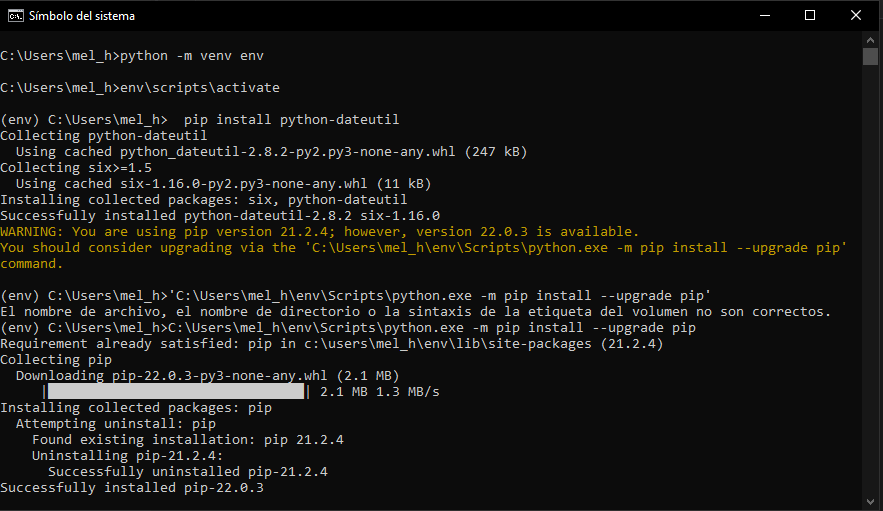 Símbolo del sistema
C:\Users\mel_h>python -m venv env
C:\Users\mel_h>env\scripts\activate
(env) C:\Users\mel_h>  pip install python-dateutil
Collecting python-dateutil
  Using cached python_dateutil-2.8.2-py2.py3-none-any.whl (247 kB)
Collecting six>=1.5
  Using cached six-1.16.0-py2.py3-none-any.whl (11 kB)
Installing collected packages: six, python-dateutil
Successfully installed python-dateutil-2.8.2 six-1.16.0
WARNING: You are using pip version 21.2.4; however, version 22.0.3 is available.
You should consider upgrading via the 'C:\Users\mel_h\env\Scripts\python.exe -m pip install --upgrade pip'
command.
(env) C:\Users\mel_h>'C:\Users\mel_h\env\Scripts\python.exe -m pip install --upgrade pip'
El nombre de archivo, el nombre de directorio o la sintaxis de la etiqueta del volumen no son correctos.
(env) C:\Users\mel_h>C:\Users\mel_h\env\Scripts\python.exe -m pip install --upgrade pip
Requirement already satisfied: pip in c:\users\mel_h\env\lib\site-packages (21.2.4)
Collecting pip
  Downloading pip-22.0.3-py3-none-any.whl (2.1 MB)
     |████████████████████████████████| 2.1 MB 1.3 MB/s
Installing collected packages: pip
  Attempting uninstall: pip
    Found existing installation: pip 21.2.4
    Uninstalling pip-21.2.4:
      Successfully uninstalled pip-21.2.4
Successfully installed pip-22.0.3